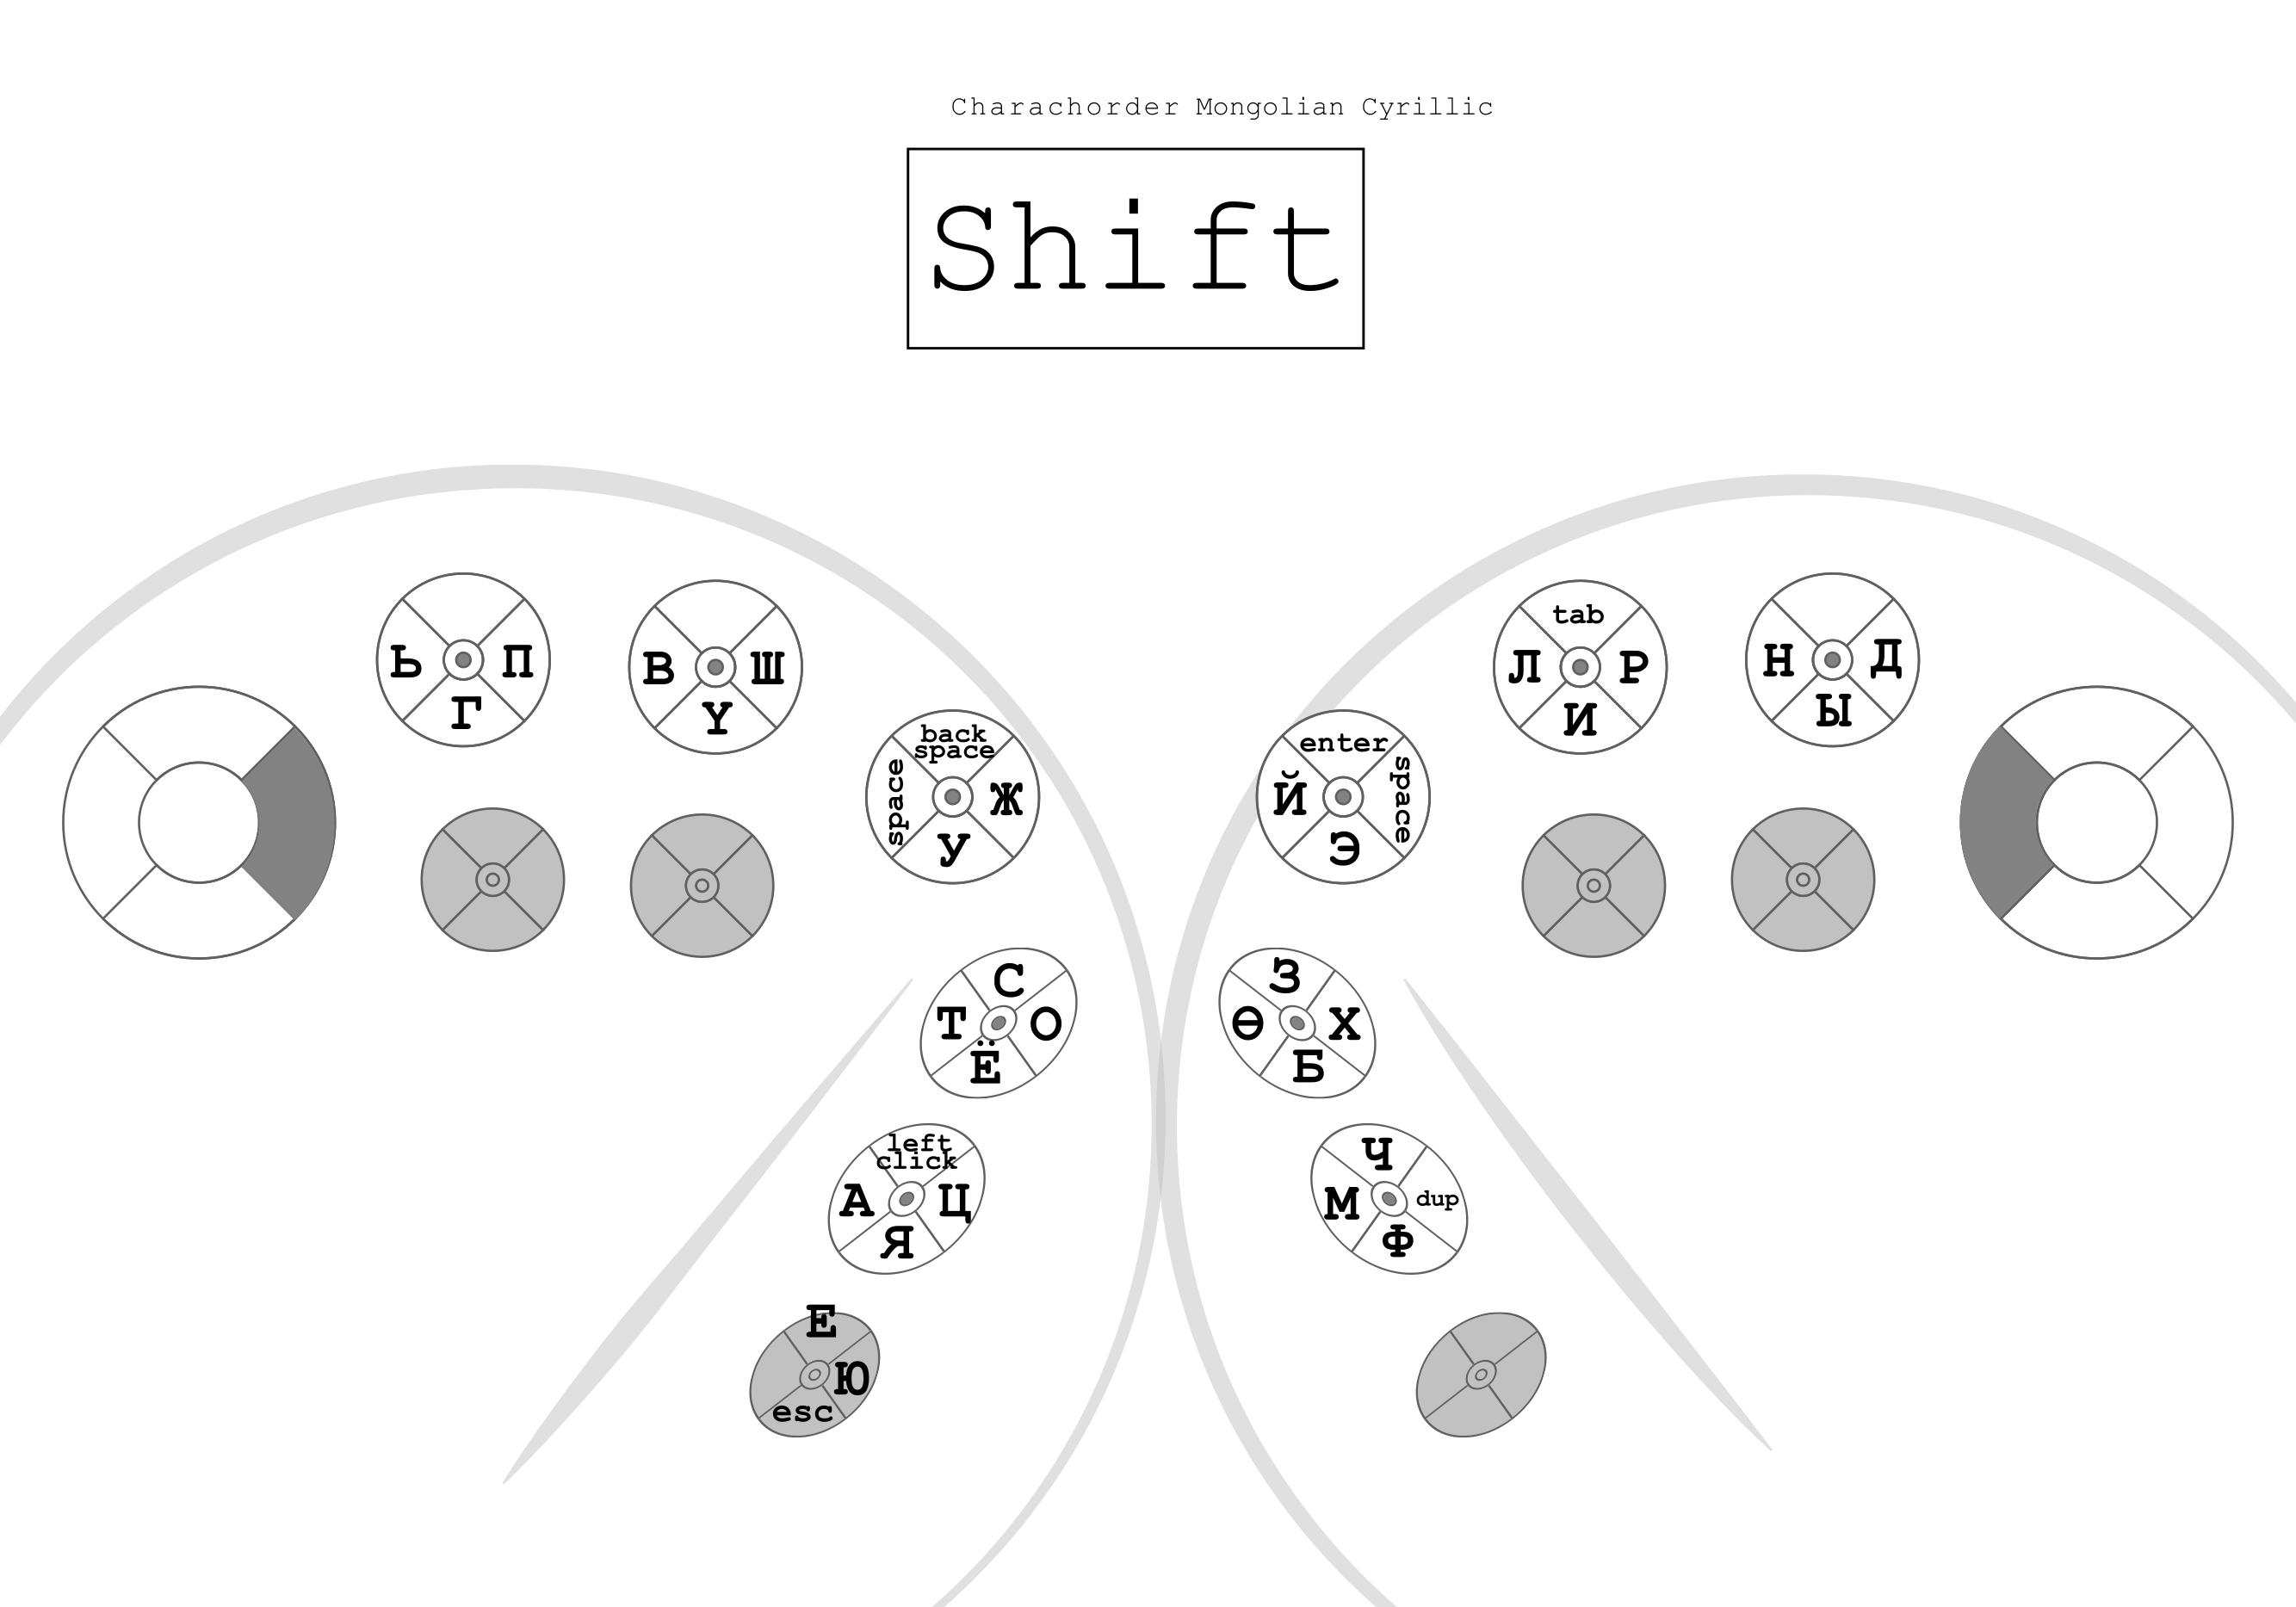 Charachorder Mongolian Cyrillic
Shift
Ь П
Г
В Ш
Ү
back
space
space Ж
У
enter
Й space
Э
tab
Л Р
И
Н Д
Ы
С
Т О
Ё
З
Ө Х
Б
left
click
А Ц
Я
Ч
М dup
Ф
Е
Ю
esc